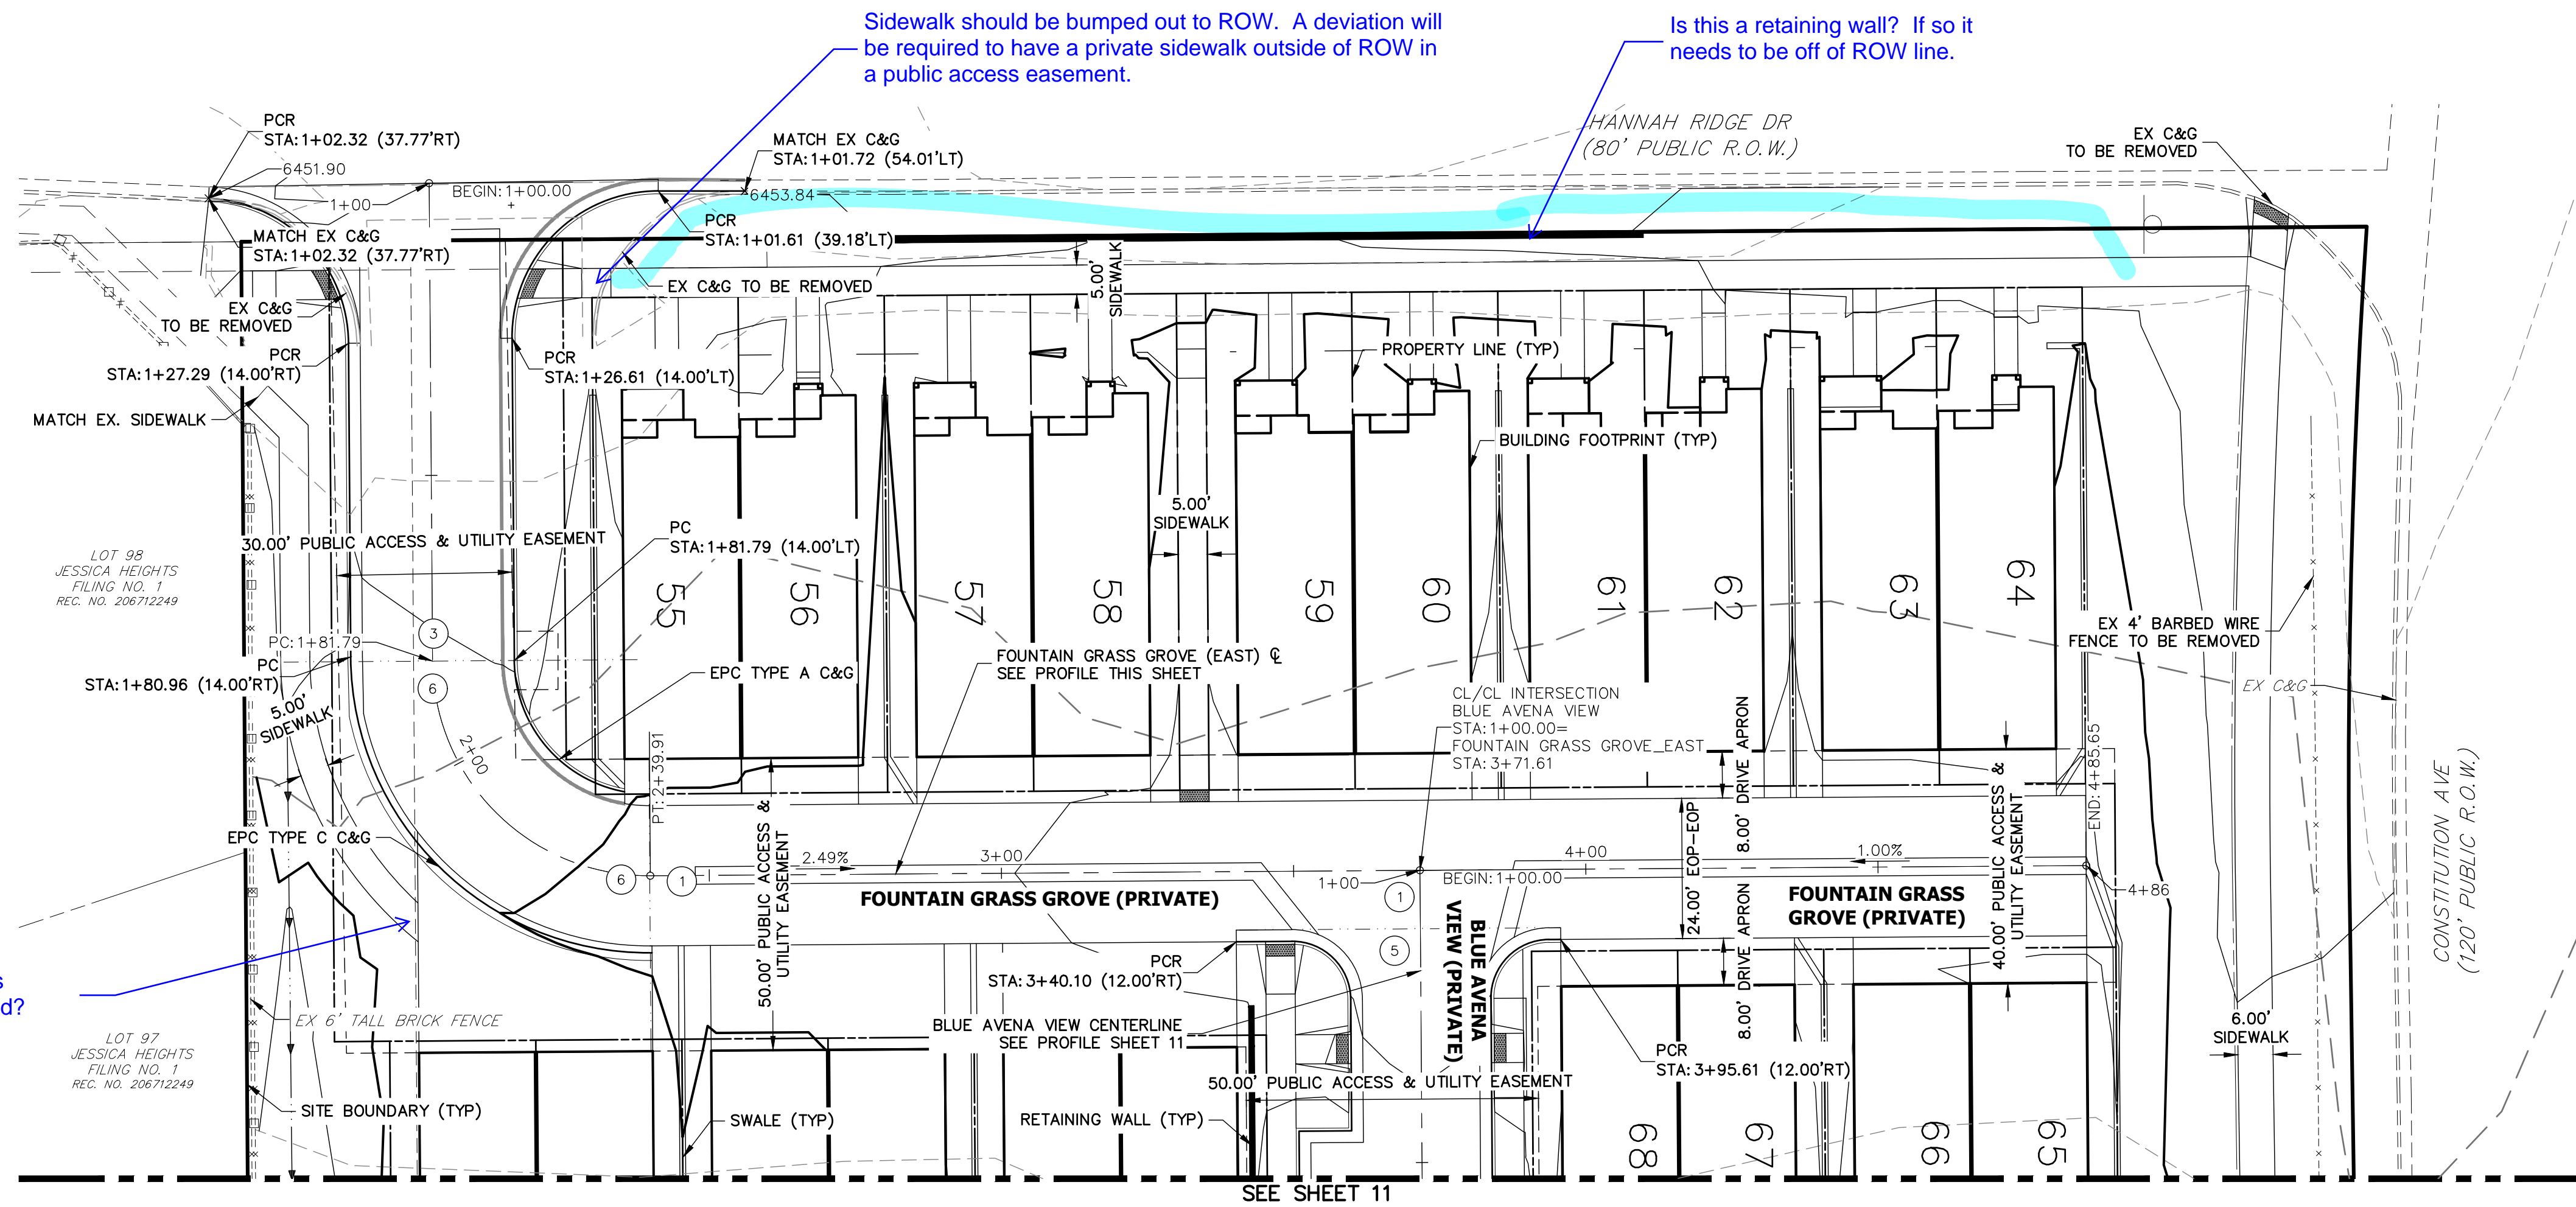 Sidewalk should be bumped out to ROW. A deviation will
be required to have a private sidewalk outside of ROW in
a public access easement.
Is this a retaining wall? If so it
needs to be off of ROW line.
PCR
STA:1+02.32 (37.77'RT)
6451.90
1+00
BEGIN:1+00.00
MATCH EX C&G
STA:1+01.72 (54.01'LT)
6453.84
HANNAH RIDGE DR
(80' PUBLIC R.O.W.)
EX C&G
TO BE REMOVED
PCR
STA:1+01.61 (39.18'LT)
MATCH EX C&G
STA:1+02.32 (37.77'RT)
EX C&G TO BE REMOVED
5.00'
SIDEWALK
EX C&G
TO BE REMOVED
PCR
STA:1+27.29 (14.00'RT)
PCR
STA:1+26.61 (14.00'LT)
PROPERTY LINE (TYP)
MATCH EX. SIDEWALK
BUILDING FOOTPRINT (TYP)
5.00'
SIDEWALK
30.00' PUBLIC ACCESS & UTILITY EASEMENT
PC
STA:1+81.79 (14.00'LT)
LOT 98
JESSICA HEIGHTS
FILING NO. 1
REC. NO. 206712249
55
56
57
58
59
60
61
62
63
64
3
PC:1+81.79
PC
STA:1+80.96 (14.00'RT)
6
5.00'
SIDEWALK
2+00
EPC TYPE A C&G
FOUNTAIN GRASS GROVE (EAST) ℄
SEE PROFILE THIS SHEET
EX 4' BARBED WIRE
FENCE TO BE REMOVED
EX C&G
CL/CL INTERSECTION
BLUE AVENA VIEW
STA:1+00.00=
FOUNTAIN GRASS GROVE_EAST
STA:3+71.61
PT:2+39.91
8.00' DRIVE APRON
END:4+85.65
CONSTITUTION AVE
(120' PUBLIC R.O.W.)
EPC TYPE C C&G
6
1
2.49%
3+00
50.00' PUBLIC ACCESS &
UTILITY EASEMENT
1+00
1
BEGIN:1+00.00
4+00
24.00' EOP-EOP
1.00%
40.00' PUBLIC ACCESS &
UTILITY EASEMENT
4+86
FOUNTAIN GRASS GROVE (PRIVATE)
FOUNTAIN GRASS
GROVE (PRIVATE)
BLUE AVENA
VIEW (PRIVATE)
5
8.00' DRIVE APRON
s
d?
PCR
STA:3+40.10 (12.00'RT)
EX 6' TALL BRICK FENCE
BLUE AVENA VIEW CENTERLINE
SEE PROFILE SHEET 11
LOT 97
JESSICA HEIGHTS
FILING NO. 1
REC. NO. 206712249
PCR
STA:3+95.61 (12.00'RT)
6.00'
SIDEWALK
50.00' PUBLIC ACCESS & UTILITY EASEMENT
SITE BOUNDARY (TYP)
SWALE (TYP)
RETAINING WALL (TYP)
68
67
66
65
SEE SHEET 11